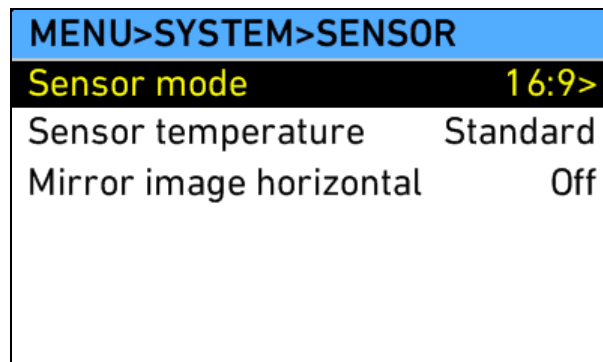 MENU>SYSTEM>SENSOR
Sensor mode 16:9>
Sensor temperature Standard
Mirror image horizontal Off